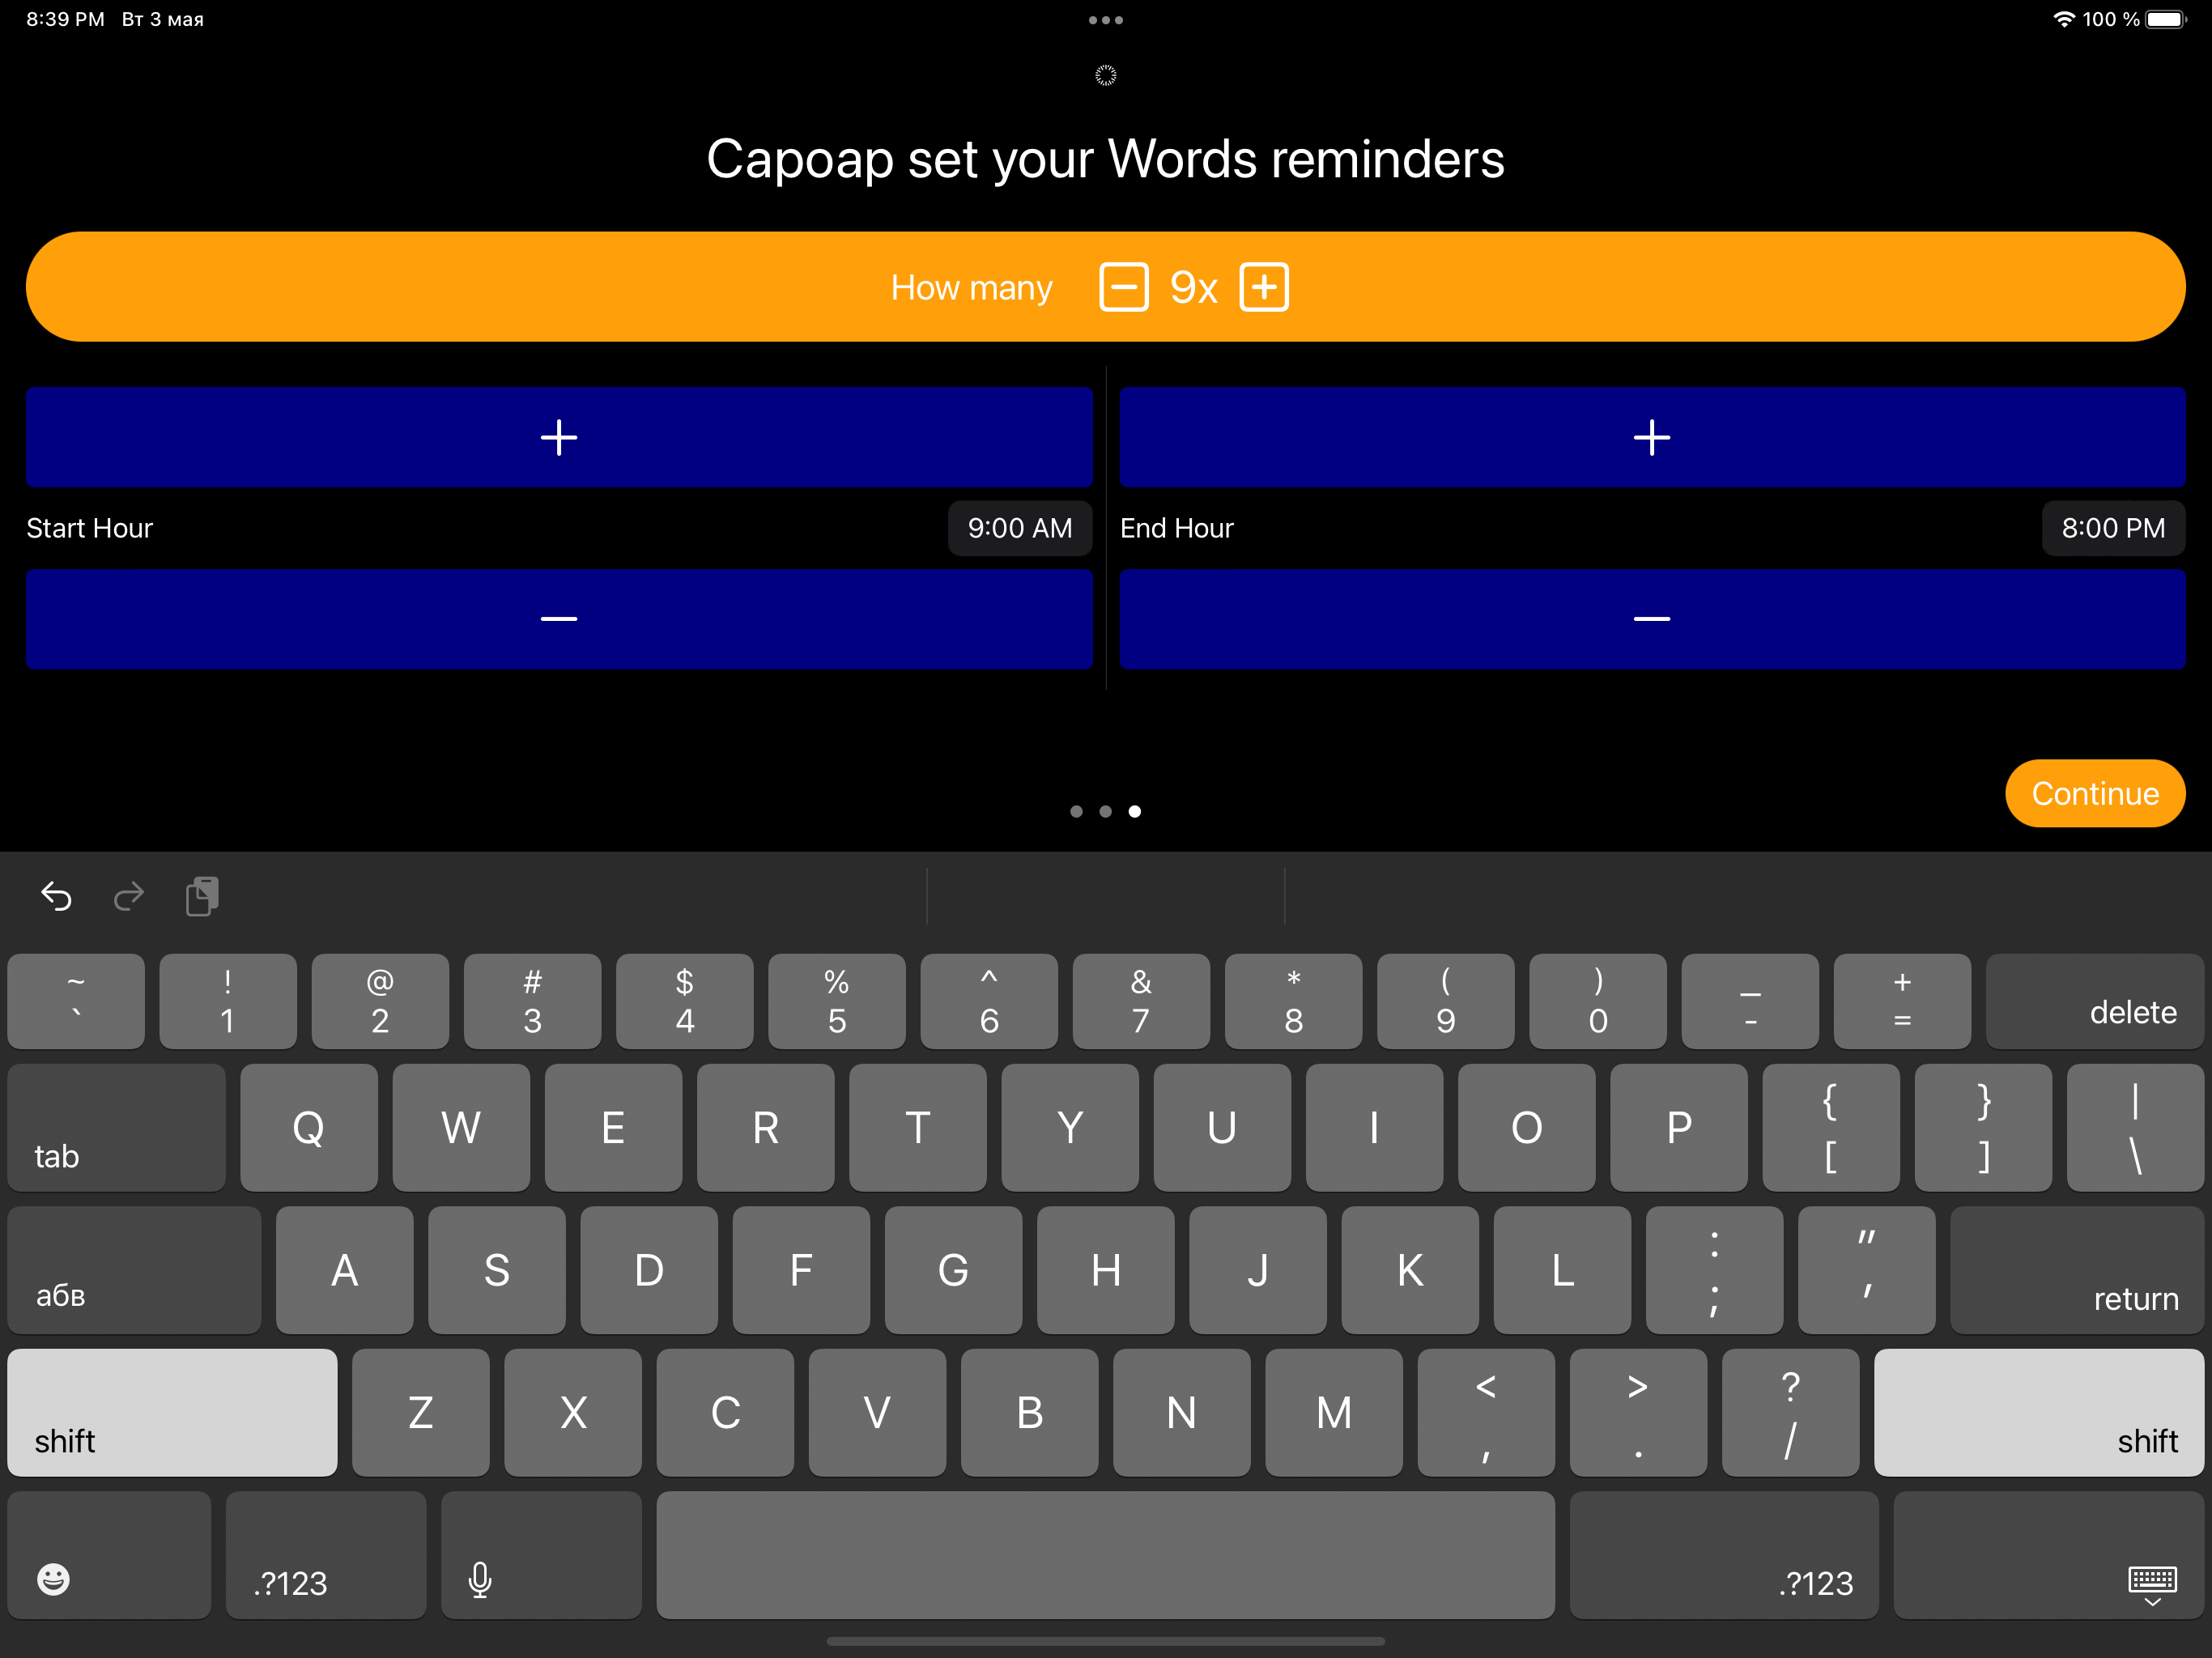 8:39 PM Вт 3 мая 100 %
Capoap set your Words reminders
How many 9x
Start Hour 9:00 AM End Hour 8:00 PM
Continue
~ ! @ # $ % ^ & * ( ) _ +
` 1 2 3 4 5 6 7 8 9 0 - = delete
tab Q W E R T Y U I O P { [ } ] | \
абв A S D F G H J K L : ; " ' return
shift Z X C V B N M < , > . ? / shift
.?123 .?123